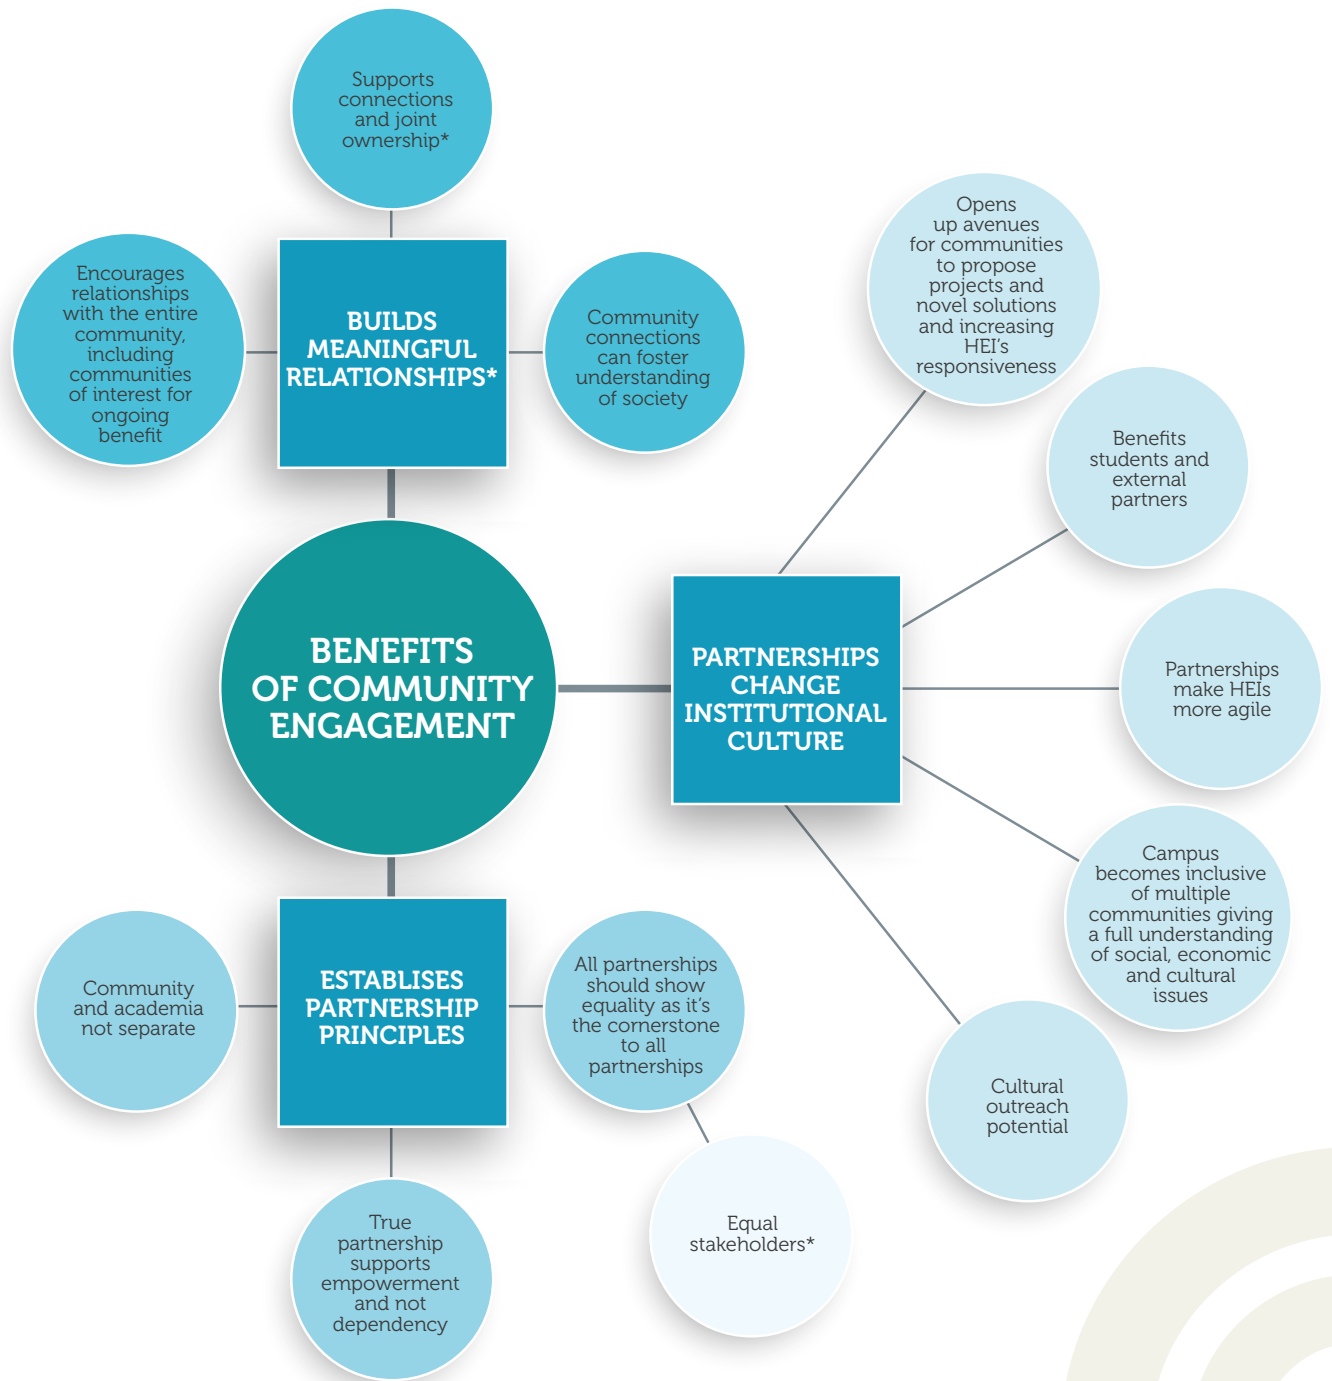 Supports
connections
and joint
ownership*
Encourages
relationships
with the entire
community,
including
communities
of interest for
ongoing
benefit
BUILDS
MEANINGFUL
RELATIONSHIPS*
Community
connections
can foster
understanding
of society
Opens
up avenues
for communities
to propose
projects and
novel solutions
and increasing
HEI’s
responsiveness
Benefits
students and
external
partners
BENEFITS
OF COMMUNITY
ENGAGEMENT
PARTNERSHIPS
CHANGE
INSTITUTIONAL
CULTURE
Partnerships
make HEIs
more agile
Campus
becomes inclusive
of multiple
communities giving
a full understanding
of social, economic
and cultural
issues
Cultural
outreach
potential
Community
and academia
not separate
ESTABLISES
PARTNERSHIP
PRINCIPLES
All partnerships
should show
equality as it’s
the cornerstone
to all
partnerships
True
partnership
supports
empowerment
and not
dependency
Equal
stakeholders*